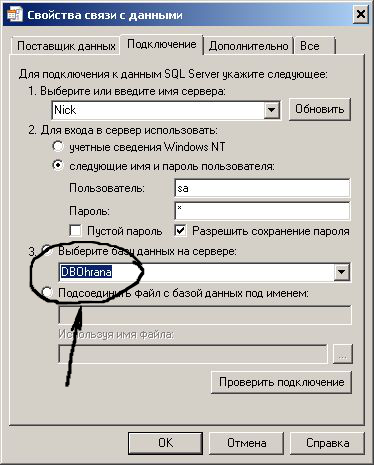 Свойства связи с данными
Поставщик данных Подключение Дополнительно Все
Для подключения к данным SQL Server укажите следующее:
1. Выберите или введите имя сервера:
Nick Обновить
2. Для входа в сервер использовать:
учетные сведения Windows NT
следующие имя и пароль пользователя:
Пользователь: sa
Пароль: *
Пустой пароль Разрешить сохранение пароля
3. Выберите базу данных на сервере:
DBOhrana
Подсоединить файл с базой данных под именем:
Используя имя файла:
...
Проверить подключение
OK Отмена Справка